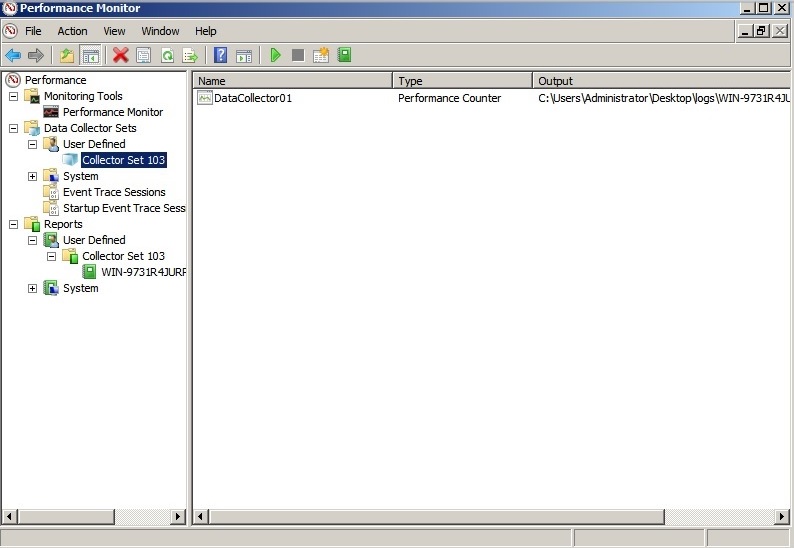 Performance Monitor
File Action View Window Help
Performance
Monitoring Tools
Performance Monitor
Data Collector Sets
User Defined
Collector Set 103
System
Event Trace Sessions
Startup Event Trace Sess
Reports
User Defined
Collector Set 103
WIN-9731R4JURF
System
Name Type Output
DataCollector01 Performance Counter C:\Users\Administrator\Desktop\logs\WIN-9731R4JU